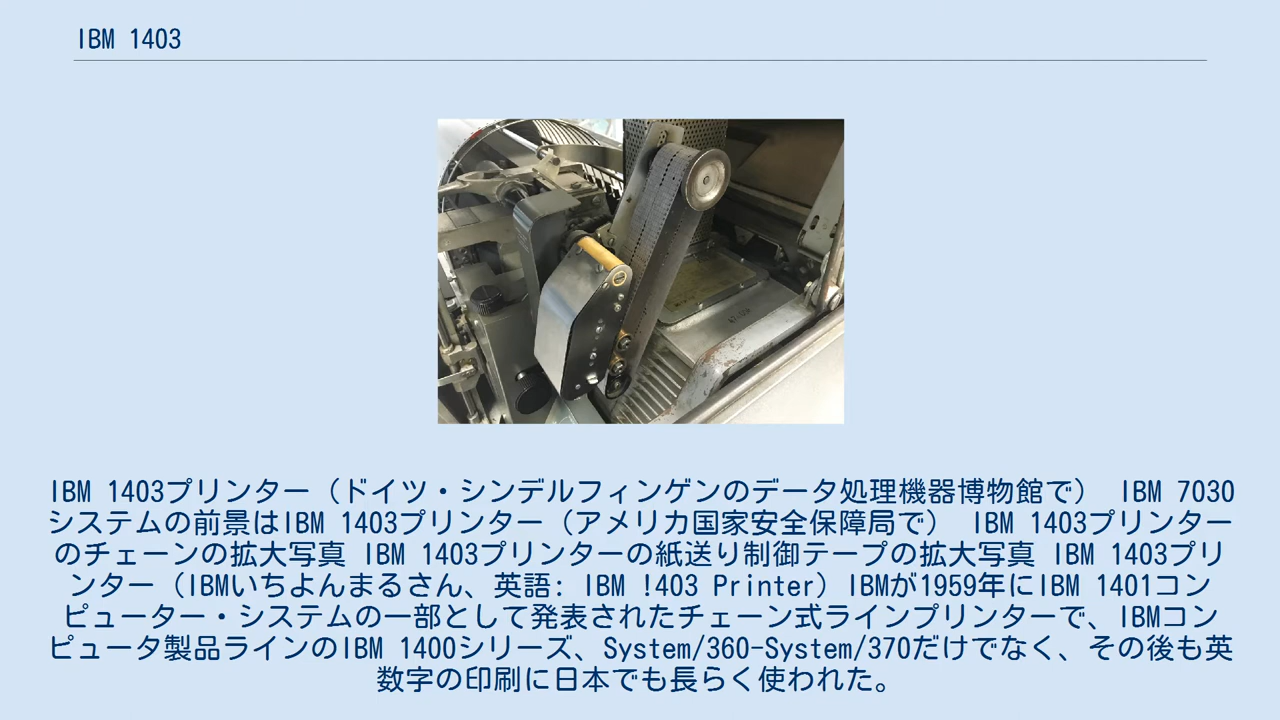 IBM 1403
IBM 1403プリンター（ドイツ・シンデルフィンゲンのデータ処理機器博物館で） IBM 7030
システムの前景はIBM 1403プリンター（アメリカ国家安全保障局で） IBM 1403プリンター
のチェーンの拡大写真 IBM 1403プリンターの紙送り制御テープの拡大写真 IBM 1403プリ
ンター（IBMいちよんまるさん、英語: IBM !403 Printer）IBMが1959年にIBM 1401コン
ピューター・システムの一部として発表されたチェーン式ラインプリンターで、IBMコン
ピュータ製品ラインのIBM 1400シリーズ、System/360-System/370だけでなく、その後も英
数字の印刷に日本でも長らく使われた。